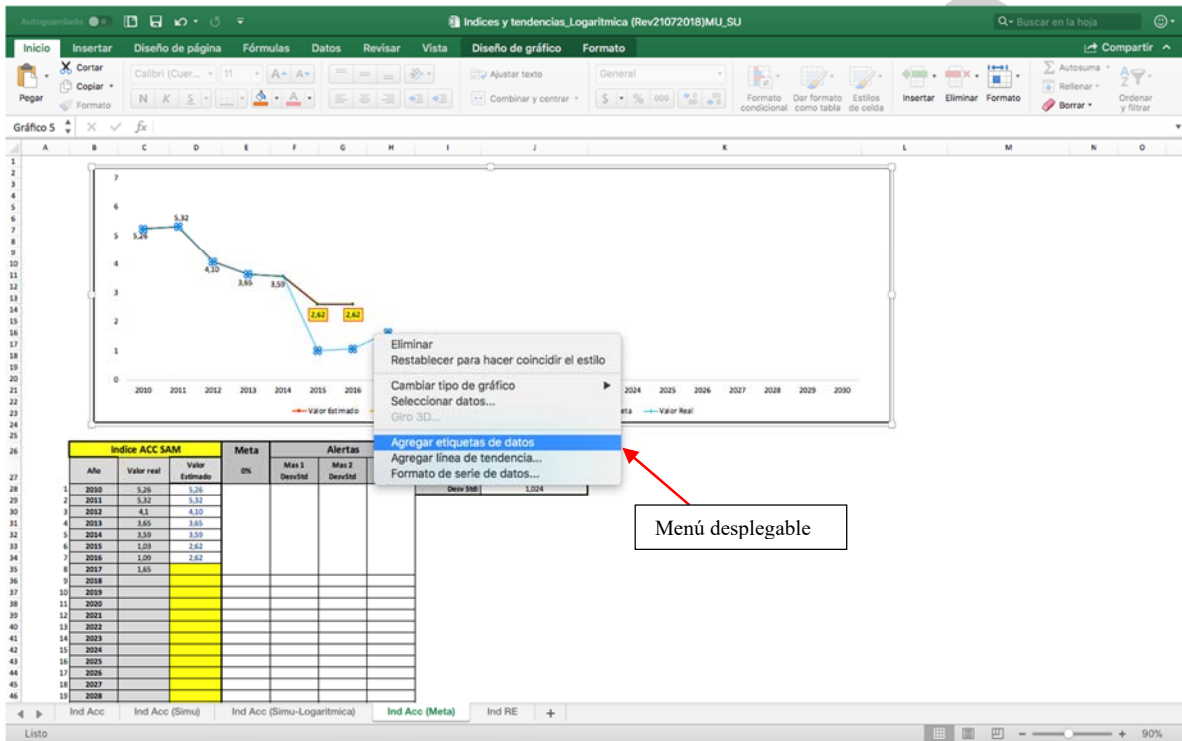 Autoguardado
Indices y tendencias_Logaritmica (Rev21072018)MU_SU
Buscar en la hoja
Inicio Insertar Diseño de página Fórmulas Datos Revisar Vista Diseño de gráfico Formato Compartir
Pegar
Cortar
Copiar
Formato
Calibri (Cuer... 11 A A
N K S
Ajustar texto
Combinar y centrar
General
$ % 000
Formato condicional
Dar formato como tabla
Estilos de celda
Insertar Eliminar Formato
Autosuma
Rellenar
Borrar
Ordenar y filtrar
Gráfico 5 fx
A B C D E F G H I J K L M N O
7
6
5
4
3
2
1
0
5,26
5,32
4,10
3,65
3,59
2,62 2,62
2010 2011 2012 2013 2014 2015 2016 2024 2025 2026 2027 2028 2029 2030
Valor Estimado eta Valor Real
Eliminar
Restablecer para hacer coincidir el estilo
Cambiar tipo de gráfico
Seleccionar datos...
Giro 3D...
Agregar etiquetas de datos
Agregar línea de tendencia...
Formato de serie de datos...
Menú desplegable
Indice ACC SAM Meta Alertas
Año Valor real Valor Estimado 0% Mas 1 DesvStd Mas 2 DesvStd
Desv Std 1,024
1 2010 5,26 5,26
2 2011 5,32 5,32
3 2012 4,1 4,10
4 2013 3,65 3,65
5 2014 3,59 3,59
6 2015 1,03 2,62
7 2016 1,09 2,62
8 2017 1,65
9 2018
10 2019
11 2020
12 2021
13 2022
14 2023
15 2024
16 2025
17 2026
18 2027
19 2028
Ind Acc Ind Acc (Simu) Ind Acc (Simu-Logaritmica) Ind Acc (Meta) Ind RE +
Listo 90%